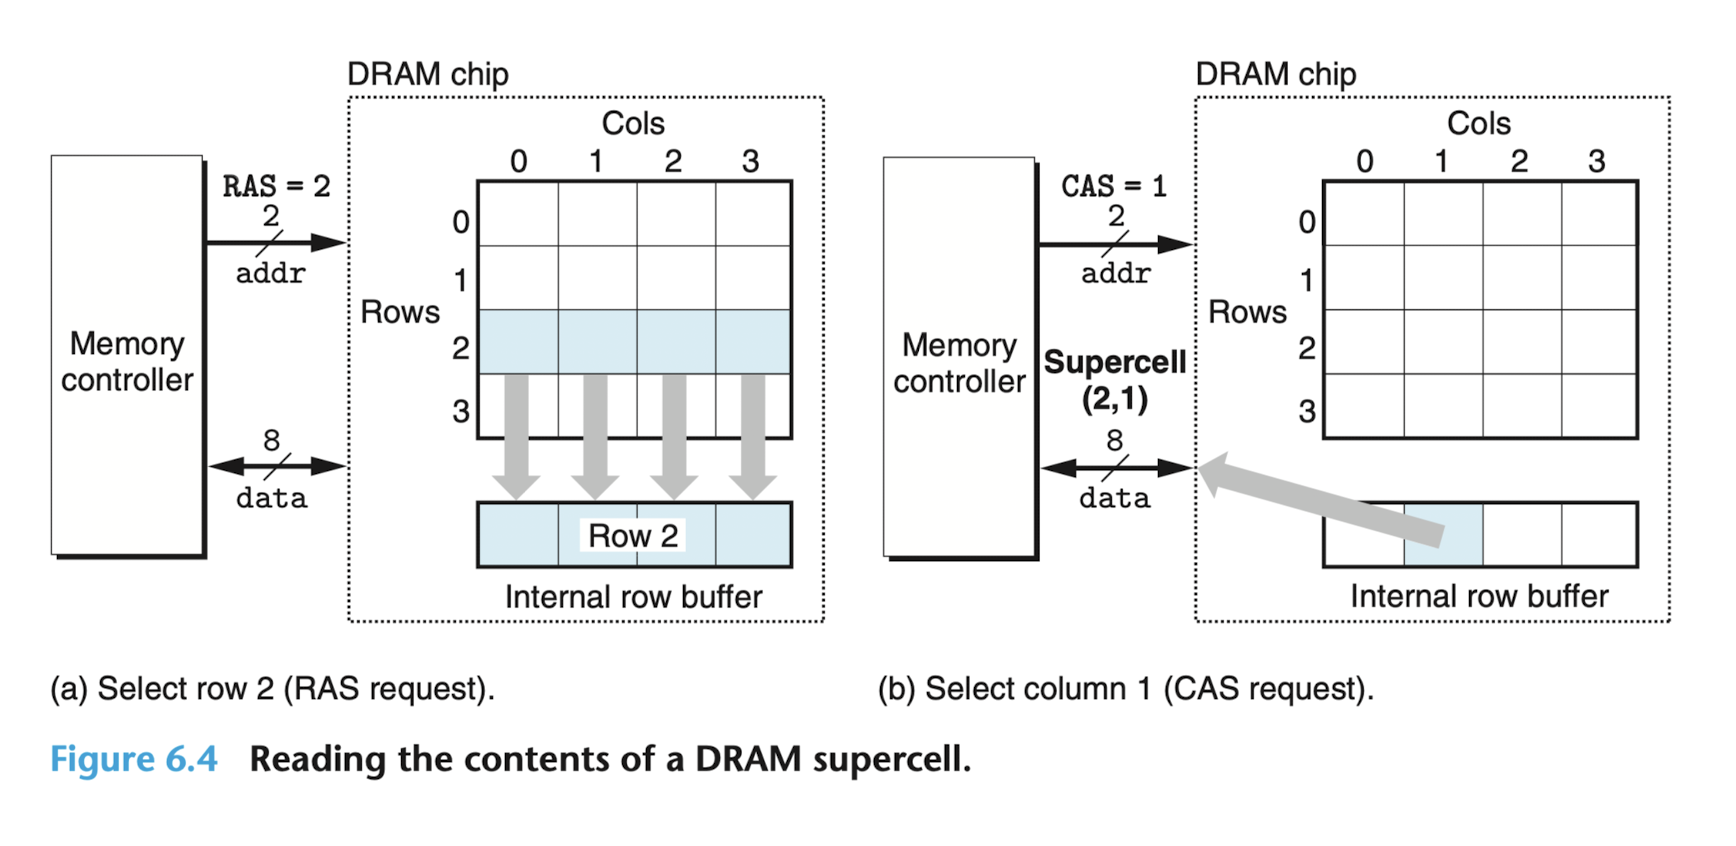 DRAM chip
Cols
0 1 2 3
RAS = 2
2
addr
Rows
0
1
2
3
Memory
controller
8
data
Row 2
Internal row buffer
(a) Select row 2 (RAS request).
DRAM chip
Cols
0 1 2 3
CAS = 1
2
addr
Rows
0
1
2
3
Memory
controller
Supercell
(2,1)
8
data
Internal row buffer
(b) Select column 1 (CAS request).
Figure 6.4 Reading the contents of a DRAM supercell.